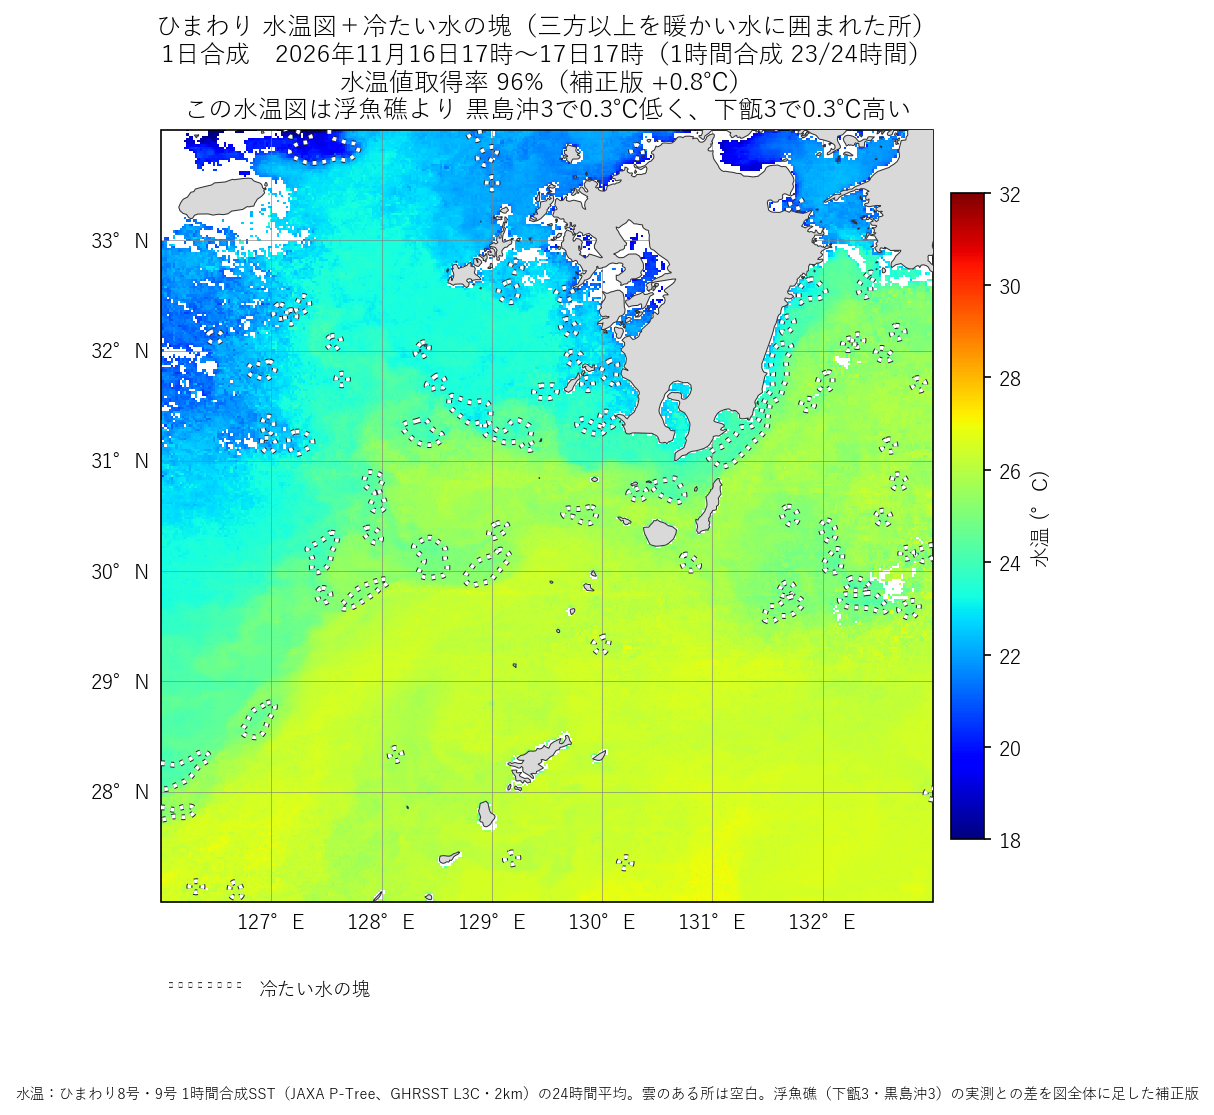 ひまわり 水温図＋冷たい水の塊（三方以上を暖かい水に囲まれた所）
1日合成　2026年11月16日17時～17日17時（1時間合成 23/24時間）
水温値取得率 96%（補正版 +0.8℃）
この水温図は浮魚礁より 黒島沖3で0.3℃低く、下甑3で0.3℃高い
33° N
32° N
31° N
30° N
29° N
28° N
127° E
128° E
129° E
130° E
131° E
132° E
32
30
28
26
24
22
20
18
水温 (° C)
冷たい水の塊
水温：ひまわり8号・9号 1時間合成SST（JAXA P-Tree、GHRSST L3C・2km）の24時間平均。雲のある所は空白。浮魚礁（下甑3・黒島沖3）の実測との差を図全体に足した補正版